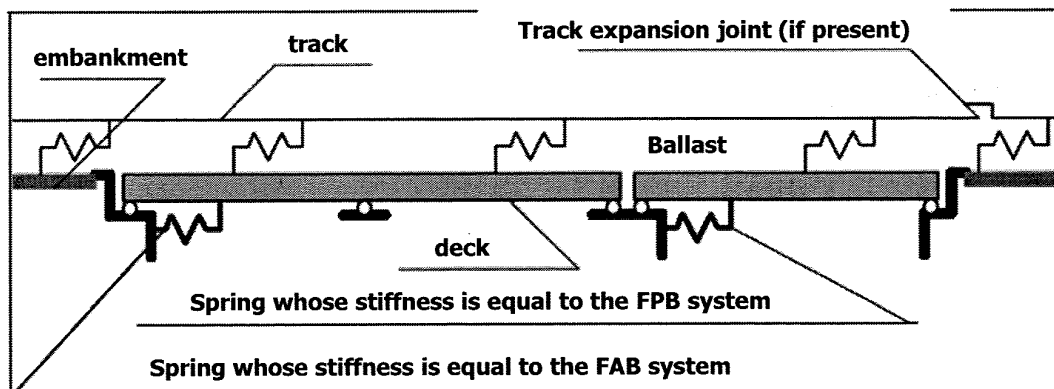 Track expansion joint (if present)
track
embankment
Ballast
deck
Spring whose stiffness is equal to the FPB system
Spring whose stiffness is equal to the FAB system